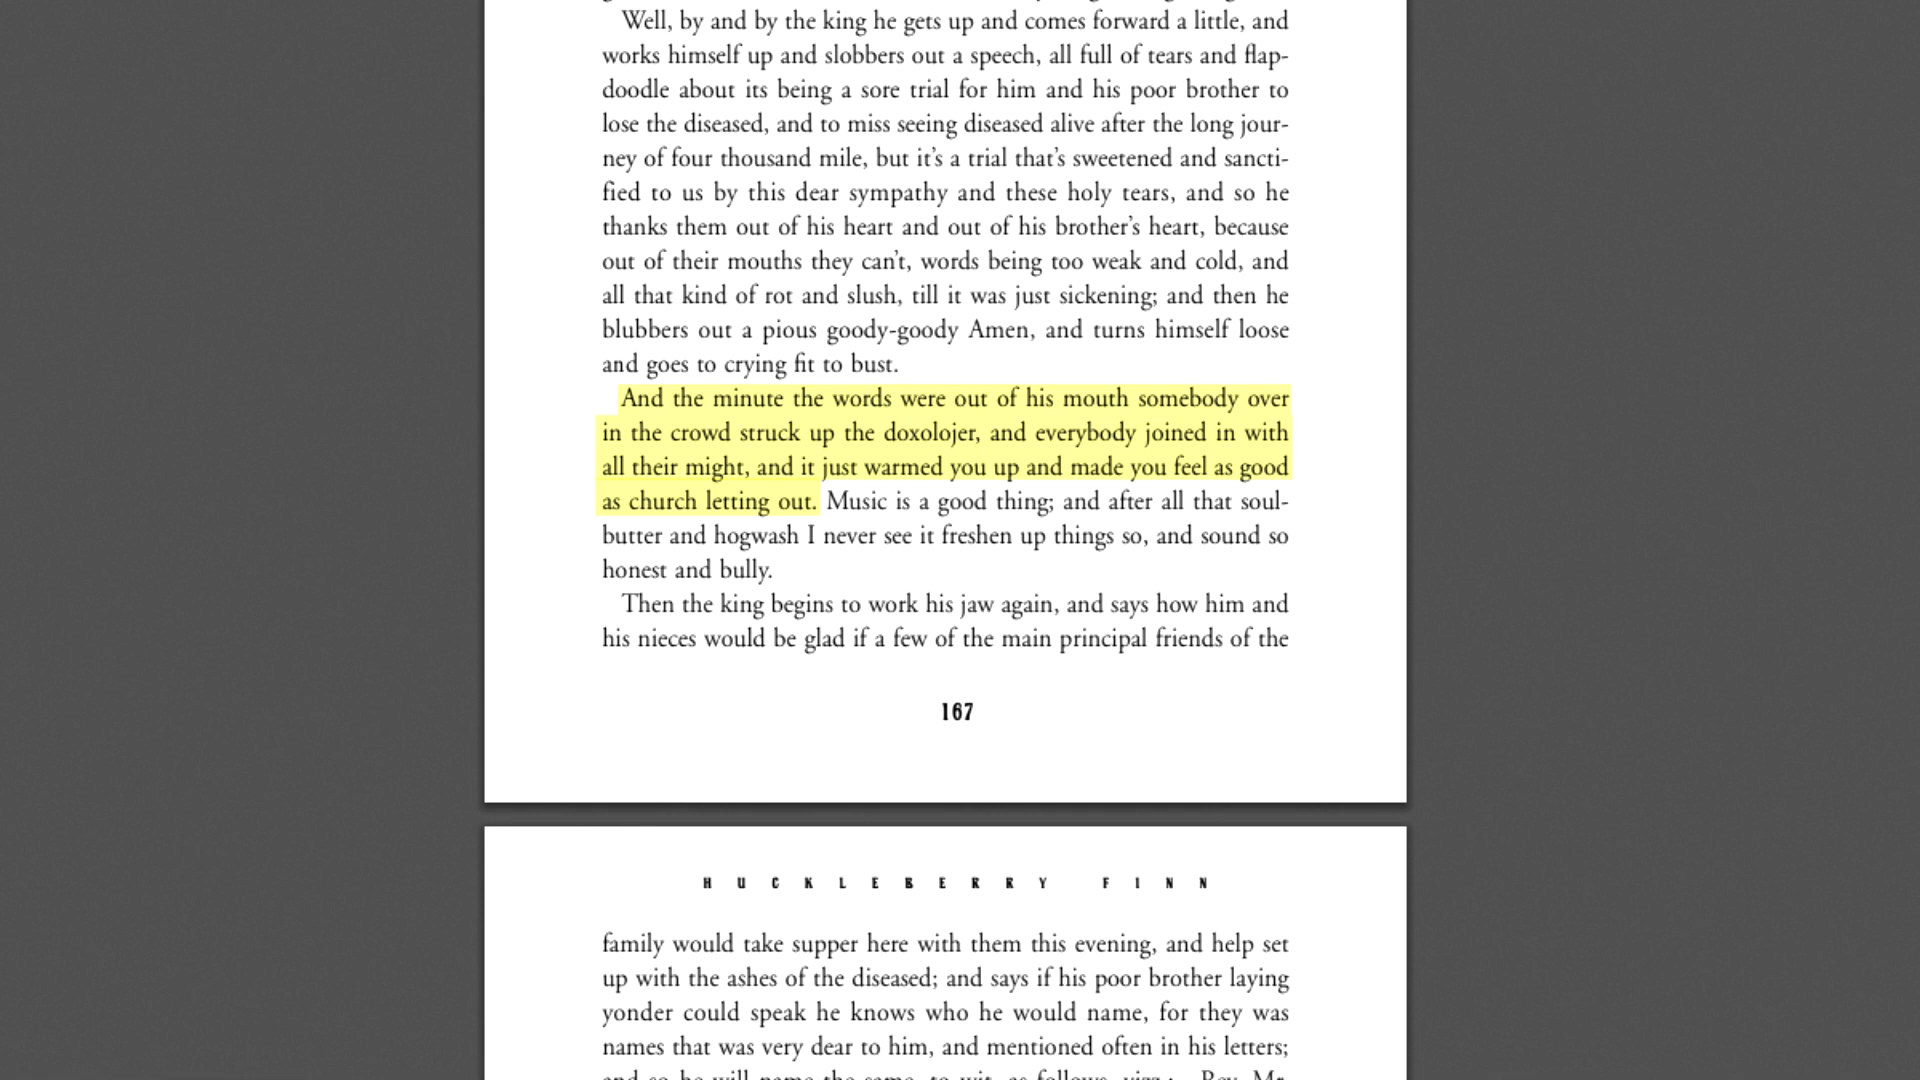 Well, by and by the king he gets up and comes forward a little, and
works himself up and slobbers out a speech, all full of tears and flap-
doodle about its being a sore trial for him and his poor brother to
lose the diseased, and to miss seeing diseased alive after the long jour-
ney of four thousand mile, but it’s a trial that’s sweetened and sancti-
fied to us by this dear sympathy and these holy tears, and so he
thanks them out of his heart and out of his brother’s heart, because
out of their mouths they can’t, words being too weak and cold, and
all that kind of rot and slush, till it was just sickening; and then he
blubbers out a pious goody-goody Amen, and turns himself loose
and goes to crying fit to bust.
And the minute the words were out of his mouth somebody over
in the crowd struck up the doxolojer, and everybody joined in with
all their might, and it just warmed you up and made you feel as good
as church letting out. Music is a good thing; and after all that soul-
butter and hogwash I never see it freshen up things so, and sound so
honest and bully.
Then the king begins to work his jaw again, and says how him and
his nieces would be glad if a few of the main principal friends of the
167
HUCKLEBERRY FINN
family would take supper here with them this evening, and help set
up with the ashes of the diseased; and says if his poor brother laying
yonder could speak he knows who he would name, for they was
names that was very dear to him, and mentioned often in his letters;
and so he will name the same, to wit, as follows, vizz.:—Rev. Mr.